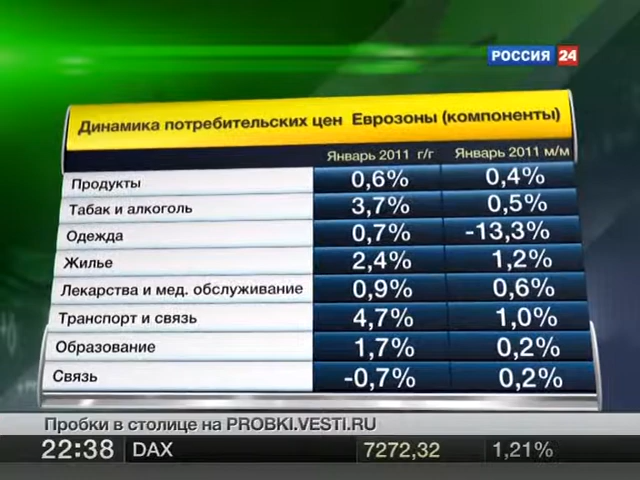 РОССИЯ 24
Динамика потребительских цен Еврозоны (компоненты)
Январь 2011 г/г Январь 2011 м/м
Продукты 0,6% 0,4%
Табак и алкоголь 3,7% 0,5%
Одежда 0,7% -13,3%
Жилье 2,4% 1,2%
Лекарства и мед. обслуживание 0,9% 0,6%
Транспорт и связь 4,7% 1,0%
Образование 1,7% 0,2%
Связь -0,7% 0,2%
Пробки в столице на PROBKI.VESTI.RU
22:38 DAX 7272,32 1,21%